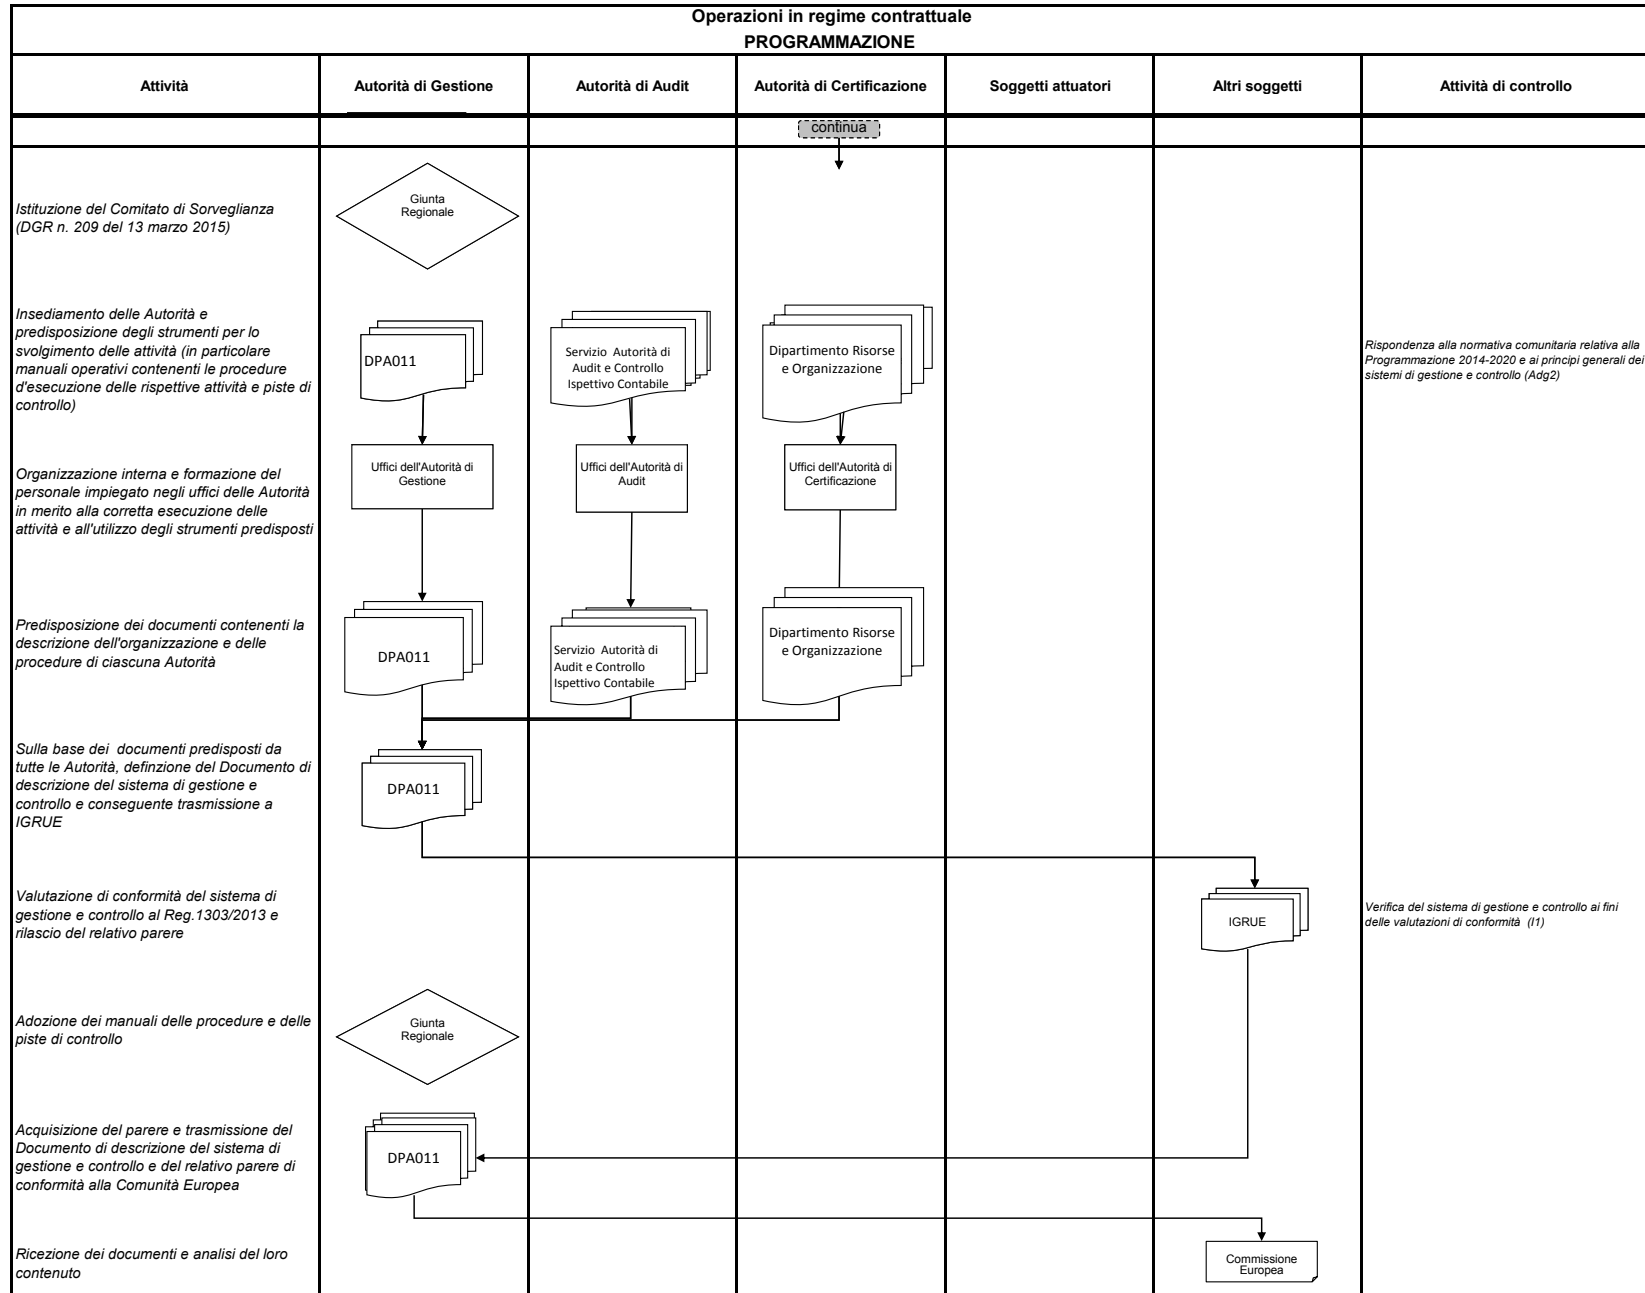 Operazioni in regime contrattuale
PROGRAMMAZIONE
Attività
Autorità di Gestione
Autorità di Audit
Autorità di Certificazione
Soggetti attuatori
Altri soggetti
Attività di controllo
continua
Istituzione del Comitato di Sorveglianza
(DGR n. 209 del 13 marzo 2015)
Giunta
Regionale
Insediamento delle Autorità e
predisposizione degli strumenti per lo
svolgimento delle attività (in particolare
manuali operativi contenenti le procedure
d'esecuzione delle rispettive attività e piste di
controllo)
DPA011
Servizio Autorità di
Audit e Controllo
Ispettivo Contabile
Dipartimento Risorse
e Organizzazione
Rispondenza alla normativa comunitaria relativa alla
Programmazione 2014-2020 e ai principi generali dei
sistemi di gestione e controllo (Adg2)
Organizzazione interna e formazione del
personale impiegato negli uffici delle Autorità
in merito alla corretta esecuzione delle
attività e all'utilizzo degli strumenti predisposti
Uffici dell'Autorità di
Gestione
Uffici dell'Autorità di
Audit
Uffici dell'Autorità di
Certificazione
Predisposizione dei documenti contenenti la
descrizione dell'organizzazione e delle
procedure di ciascuna Autorità
DPA011
Servizio Autorità di
Audit e Controllo
Ispettivo Contabile
Dipartimento Risorse
e Organizzazione
Sulla base dei documenti predisposti da
tutte le Autorità, definzione del Documento di
descrizione del sistema di gestione e
controllo e conseguente trasmissione a
IGRUE
DPA011
Valutazione di conformità del sistema di
gestione e controllo al Reg.1303/2013 e
rilascio del relativo parere
IGRUE
Verifica del sistema di gestione e controllo ai fini
delle valutazioni di conformità (I1)
Adozione dei manuali delle procedure e delle
piste di controllo
Giunta
Regionale
Acquisizione del parere e trasmissione del
Documento di descrizione del sistema di
gestione e controllo e del relativo parere di
conformità alla Comunità Europea
DPA011
Ricezione dei documenti e analisi del loro
contenuto
Commissione
Europea